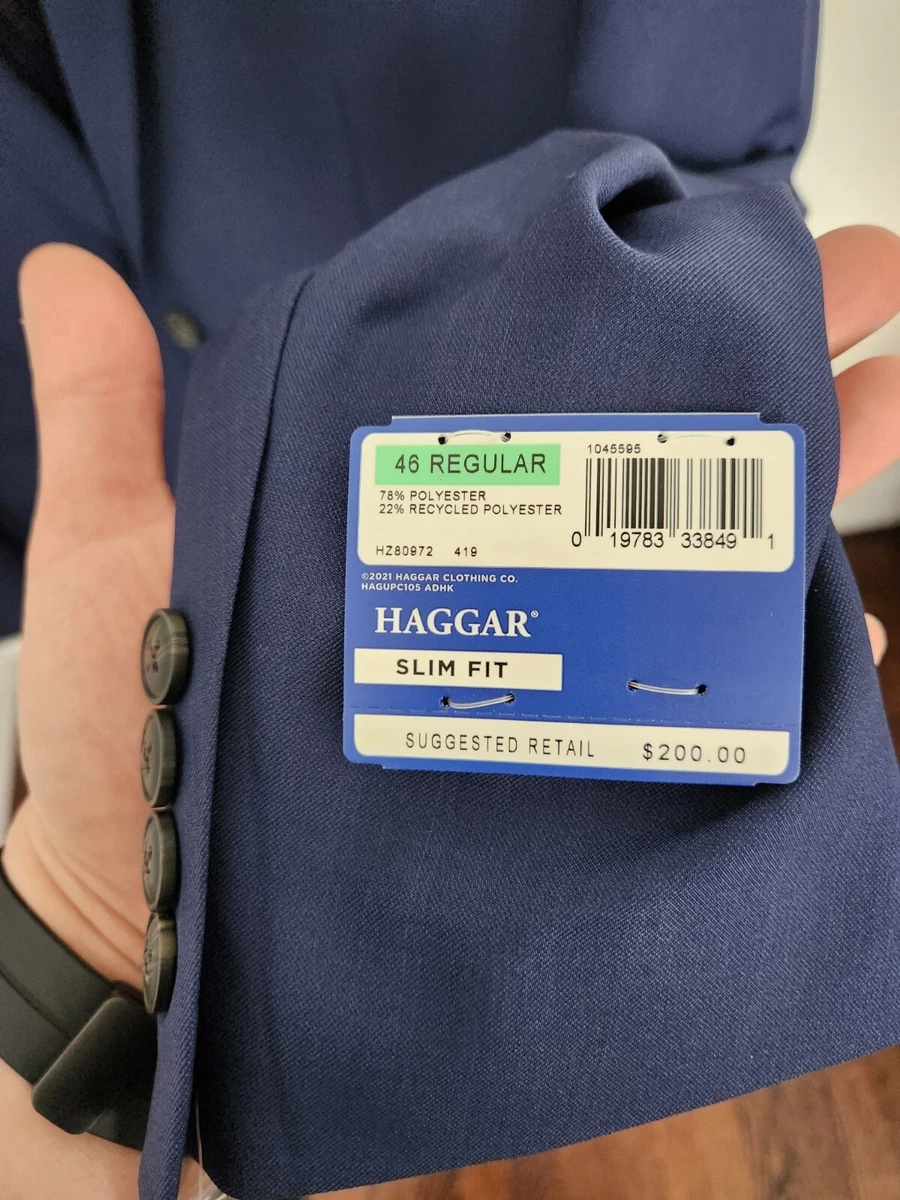 46 REGULAR
1045595
78% POLYESTER
22% RECYCLED POLYESTER
HZ80972 419
0 19783 33849 1
©2021 HAGGAR CLOTHING CO.
HAGUPC105 ADHK
HAGGAR®
SLIM FIT
SUGGESTED RETAIL $200.00